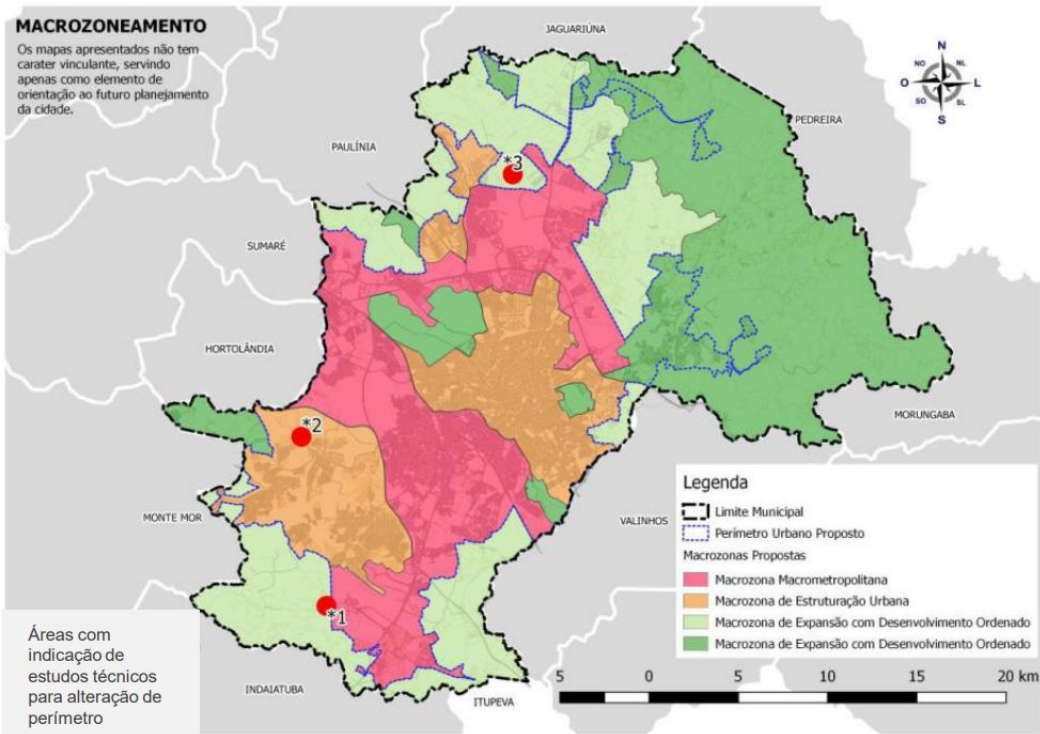 MACROZONEAMENTO
Os mapas apresentados não tem
carater vinculante, servindo
apenas como elemento de
orientação ao futuro planejamento
da cidade.
JAGUARIÚNA
N
NO
NL
O
L
SO
SL
S
PEDREIRA
PAULÍNIA
*3
SUMARÉ
HORTOLÂNDIA
MORUNGABA
*2
MONTE MOR
VALINHOS
*1
INDAIATUBA
ITUPEVA
Legenda
Limite Municipal
Perímetro Urbano Proposto
Macrozonas Propostas
Macrozona Macrometropolitana
Macrozona de Estruturação Urbana
Macrozona de Expansão com Desenvolvimento Ordenado
Macrozona de Expansão com Desenvolvimento Ordenado
5 0 5 10 15 20 km
Áreas com
indicação de
estudos técnicos
para alteração de
perímetro